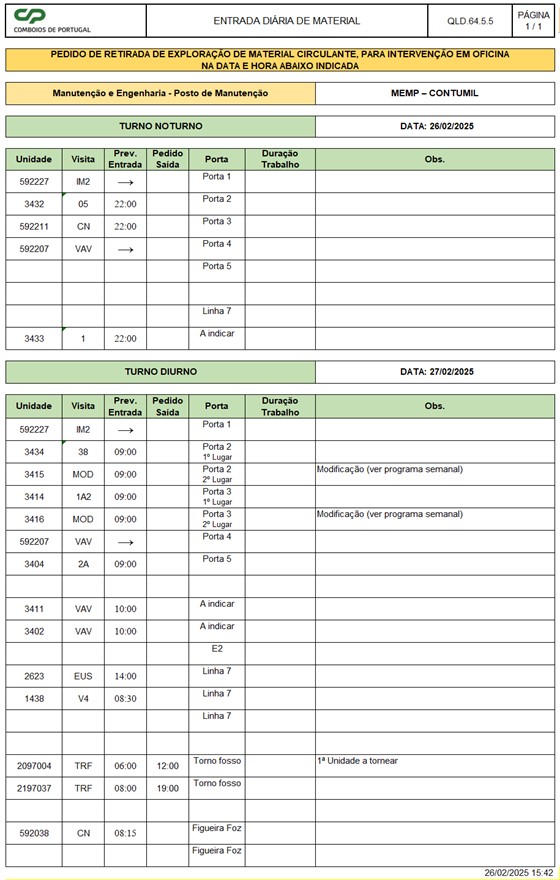 CP
COMBOIOS DE PORTUGAL
ENTRADA DIÁRIA DE MATERIAL
QLD.64.5.5
PÁGINA
1 / 1
PEDIDO DE RETIRADA DE EXPLORAÇÃO DE MATERIAL CIRCULANTE, PARA INTERVENÇÃO EM OFICINA
NA DATA E HORA ABAIXO INDICADA
Manutenção e Engenharia - Posto de Manutenção MEMP – CONTUMIL
TURNO NOTURNO DATA: 26/02/2025
Unidade Visita Prev. Entrada Pedido Saída Porta Duração Trabalho Obs.
592227 IM2 → Porta 1
3432 05 22:00 Porta 2
592211 CN 22:00 Porta 3
592207 VAV → Porta 4
Porta 5
Linha 7
3433 1 22:00 A indicar
TURNO DIURNO DATA: 27/02/2025
Unidade Visita Prev. Entrada Pedido Saída Porta Duração Trabalho Obs.
592227 IM2 → Porta 1
3434 38 09:00 Porta 2 1º Lugar
3415 MOD 09:00 Porta 2 2º Lugar Modificação (ver programa semanal)
3414 1A2 09:00 Porta 3 1º Lugar
3416 MOD 09:00 Porta 3 2º Lugar Modificação (ver programa semanal)
592207 VAV → Porta 4
3404 2A 09:00 Porta 5
3411 VAV 10:00 A indicar
3402 VAV 10:00 A indicar
E2
2623 EUS 14:00 Linha 7
1438 V4 08:30 Linha 7
Linha 7
2097004 TRF 06:00 12:00 Torno fosso 1ª Unidade a tornear
2197037 TRF 08:00 19:00 Torno fosso
592038 CN 08:15 Figueira Foz
Figueira Foz
26/02/2025 15:42